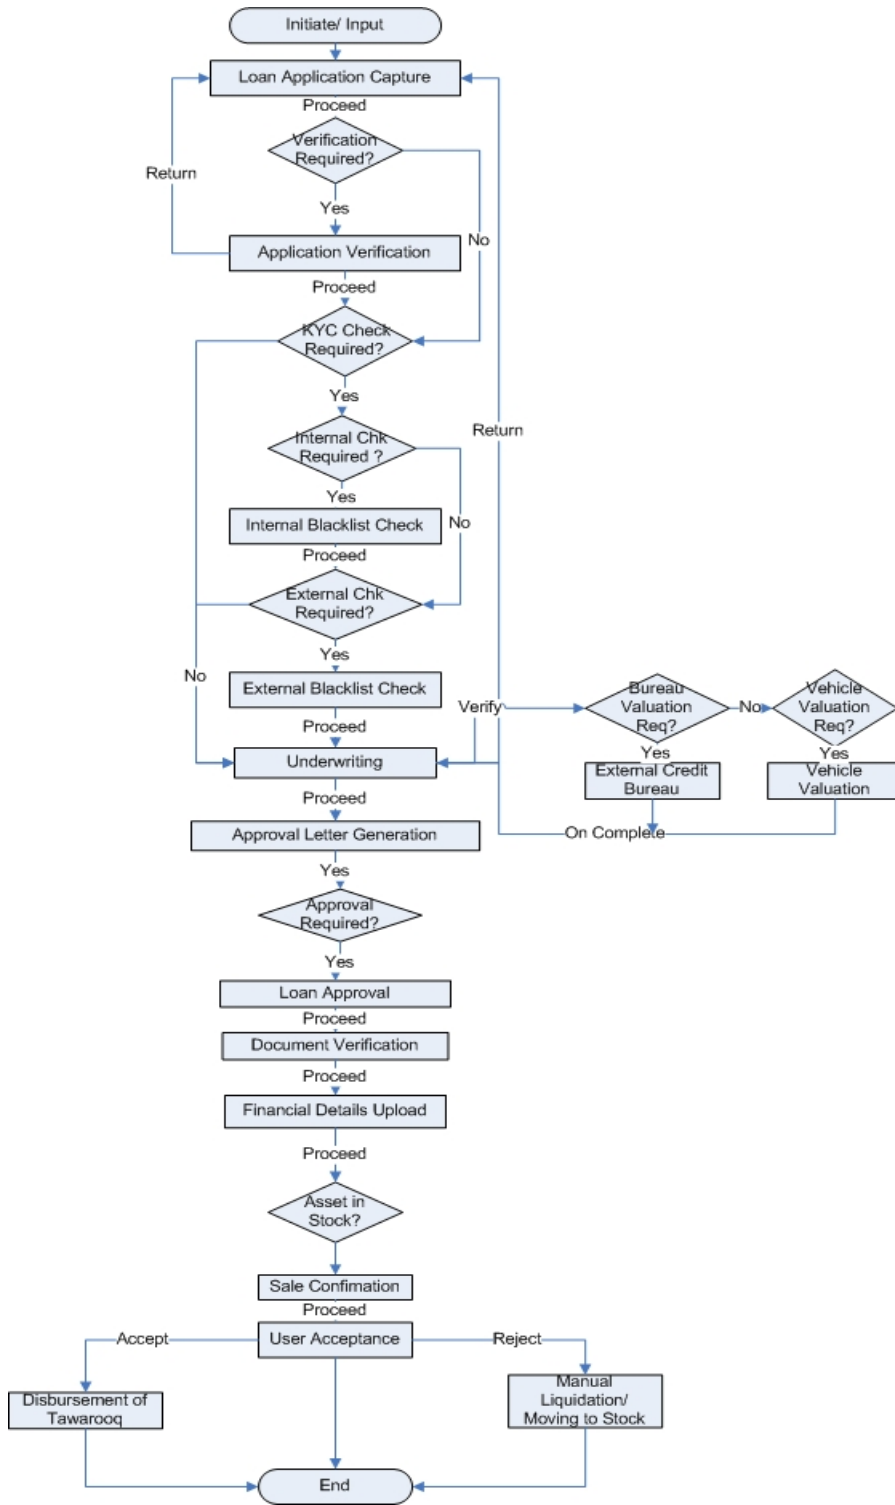 Initiate/ Input
Loan Application Capture
Proceed
Verification
Required?
Return
Yes
No
Application Verification
Proceed
KYC Check
Required?
Yes
Return
Internal Chk
Required ?
Yes
No
Internal Blacklist Check
Proceed
External Chk
Required?
Yes
No
External Blacklist Check
Verify
Bureau
Valuation
Req?
No
Vehicle
Valuation
Req?
Proceed
Yes
Yes
Underwriting
External Credit
Bureau
Vehicle
Valuation
Proceed
Approval Letter Generation
On Complete
Yes
Approval
Required?
Yes
Loan Approval
Proceed
Document Verification
Proceed
Financial Details Upload
Proceed
Asset in
Stock?
Sale Confimation
Proceed
Accept
User Acceptance
Reject
Disbursement of
Tawarooq
Manual
Liquidation/
Moving to Stock
End